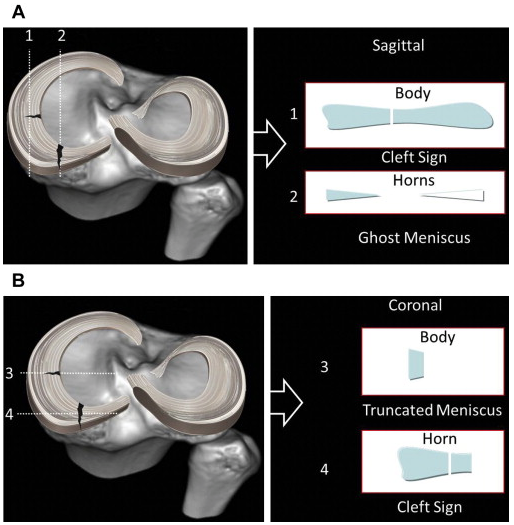 A
1 2
Sagittal
1
Body
Cleft Sign
2
Horns
Ghost Meniscus
B
3
4
Coronal
3
Body
Truncated Meniscus
4
Horn
Cleft Sign